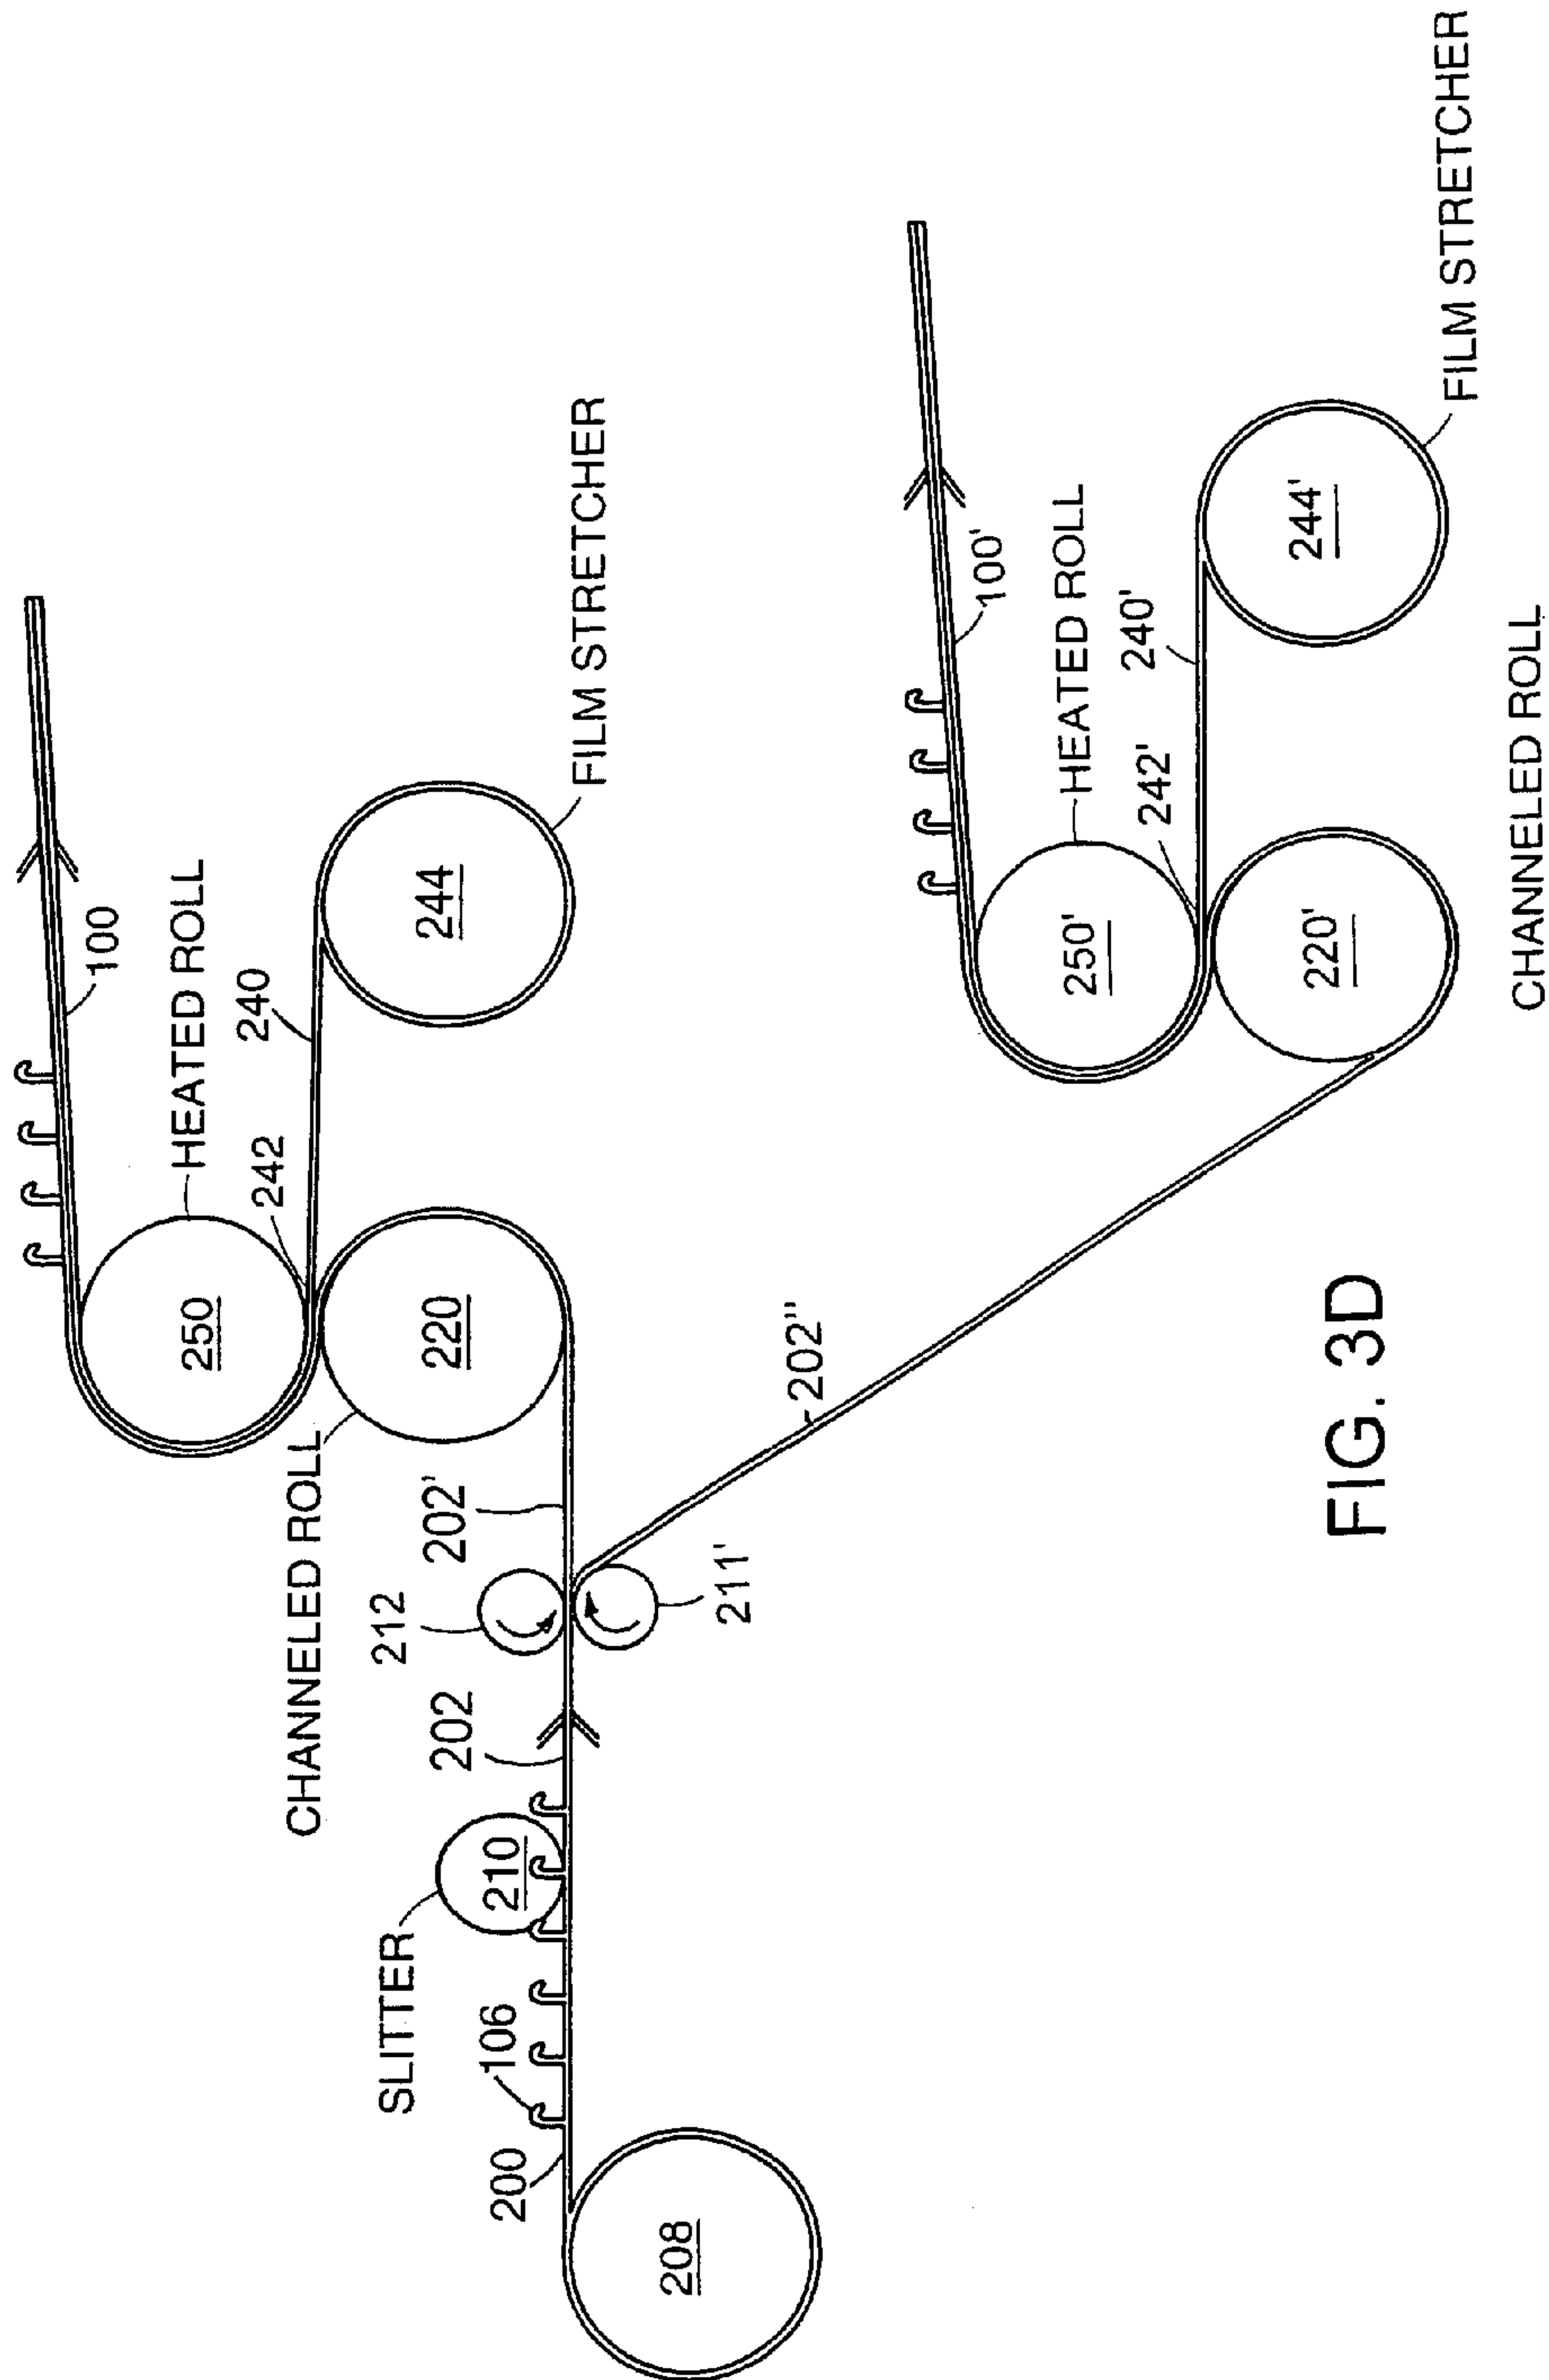 100
HEATED ROLL
240
242
250
244
FILM STRETCHER
CHANNELED ROLL
220
212
202'
202
SLITTER
210
106
200
208
211'
202"
100'
HEATED ROLL
240'
242'
250'
244'
FILM STRETCHER
220'
CHANNELED ROLL
FIG. 3D